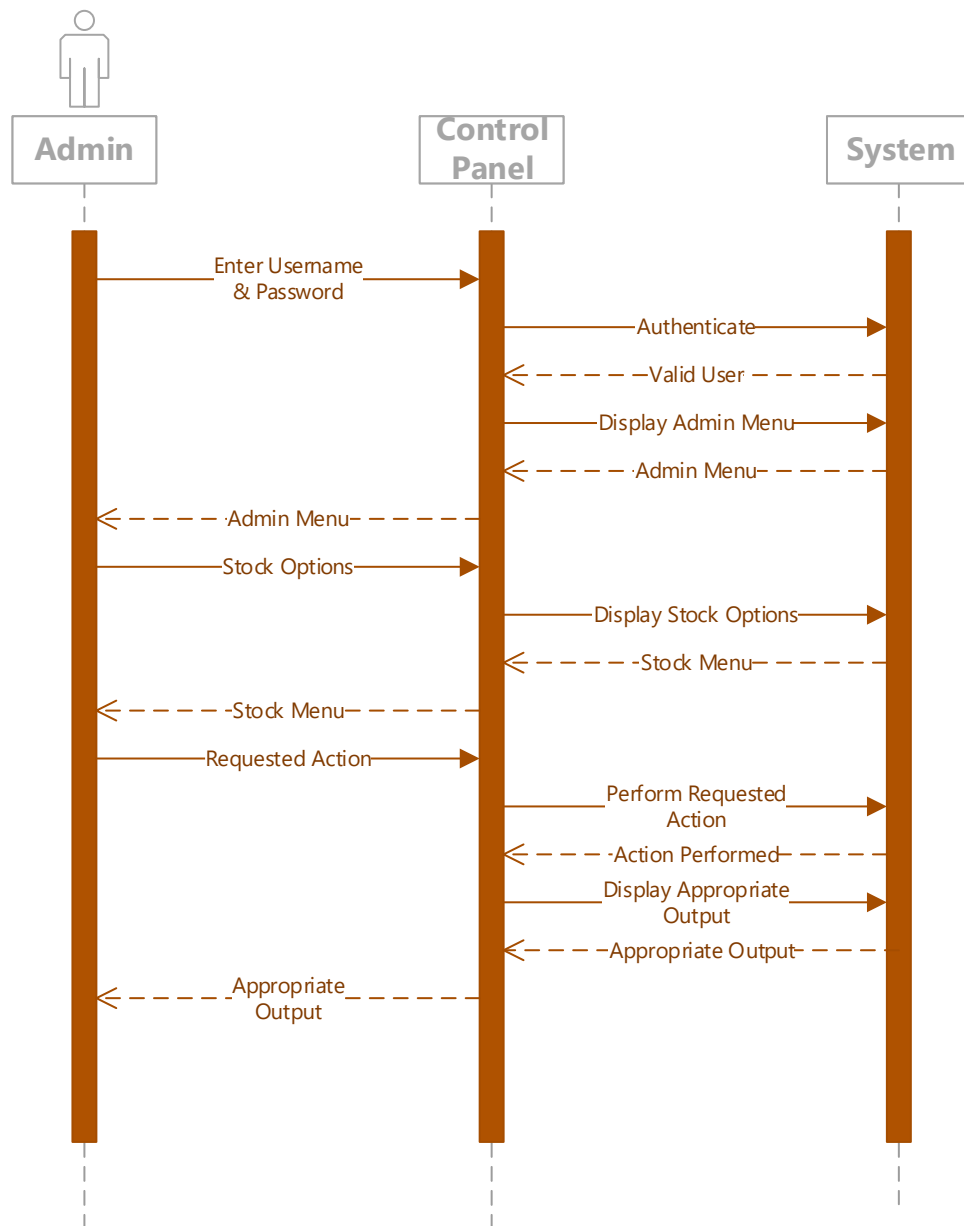 Admin
Control
Panel
System
Enter Username
& Password
Authenticate
Valid User
Display Admin Menu
Admin Menu
Admin Menu
Stock Options
Display Stock Options
Stock Menu
Stock Menu
Requested Action
Perform Requested
Action
Action Performed
Display Appropriate
Output
Appropriate Output
Appropriate
Output